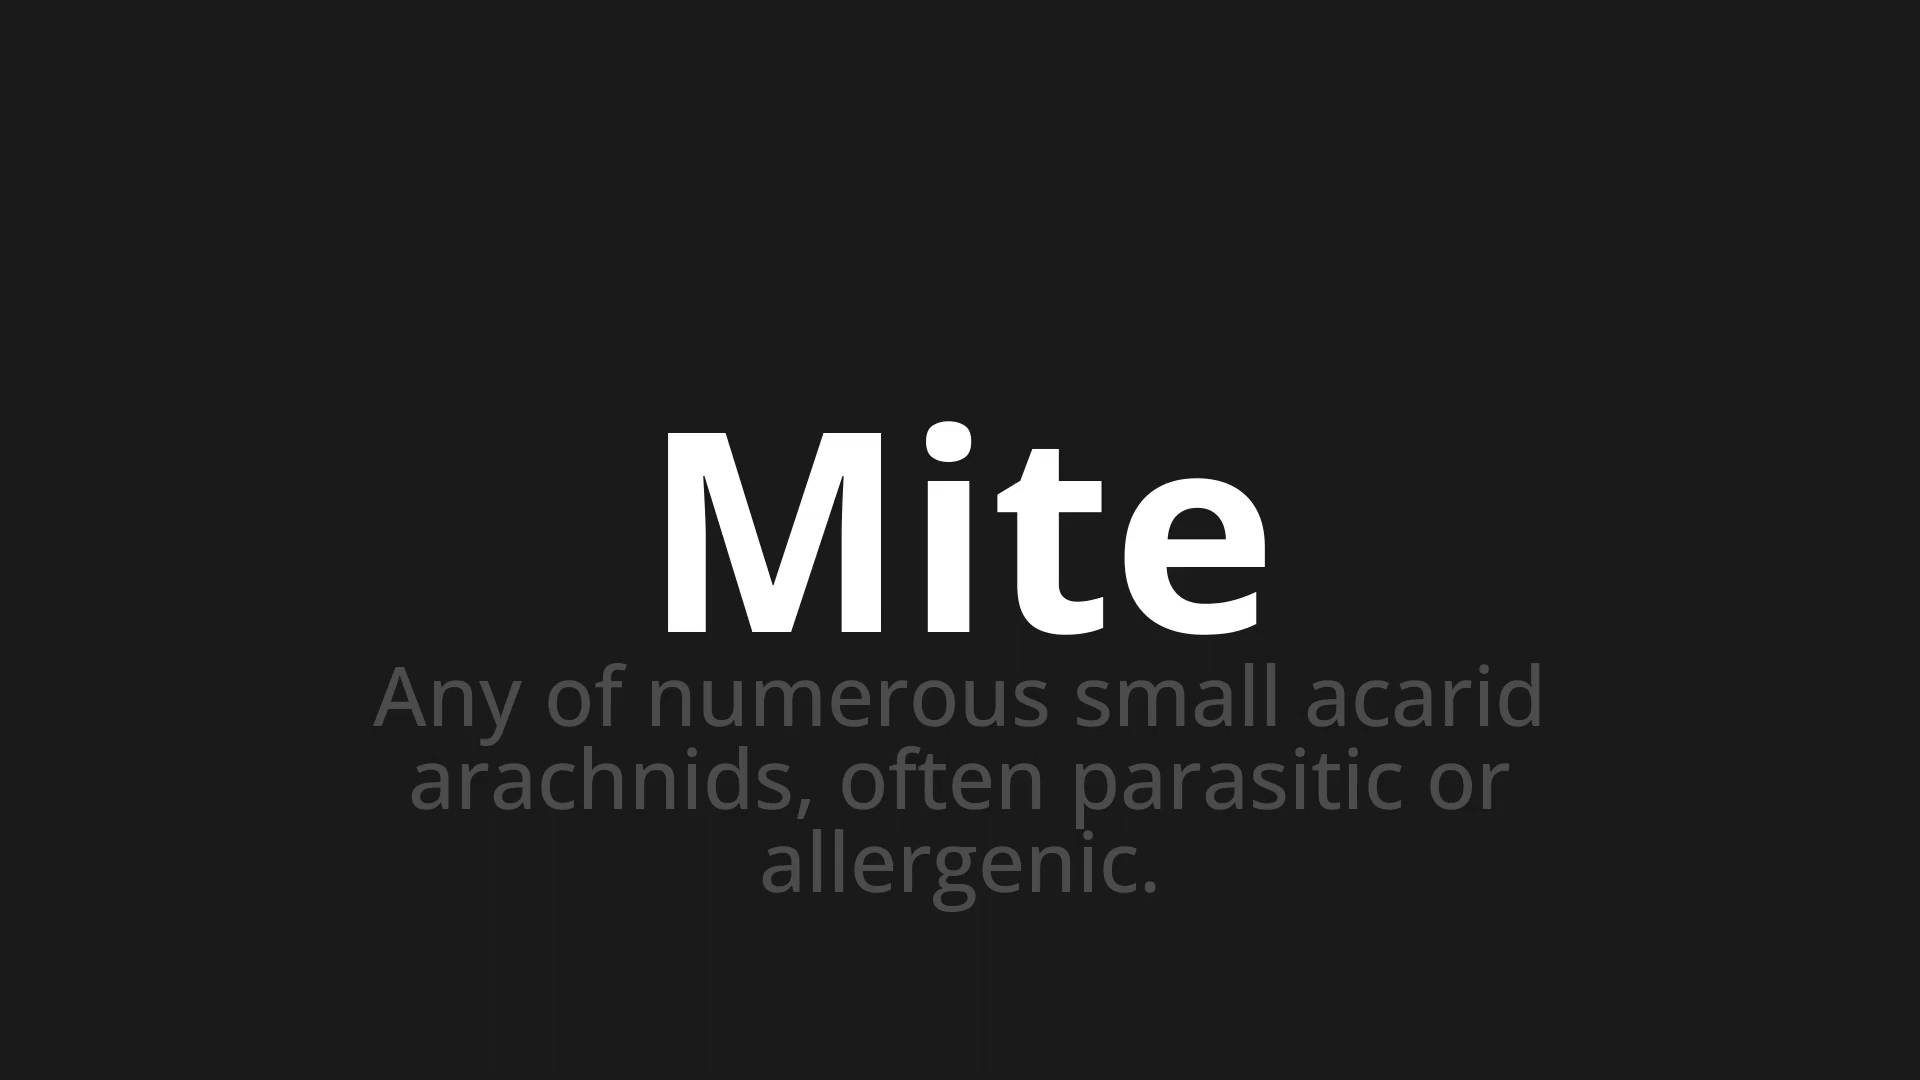 Mite
Any of numerous small acarid
arachnids, often parasitic or
allergenic.